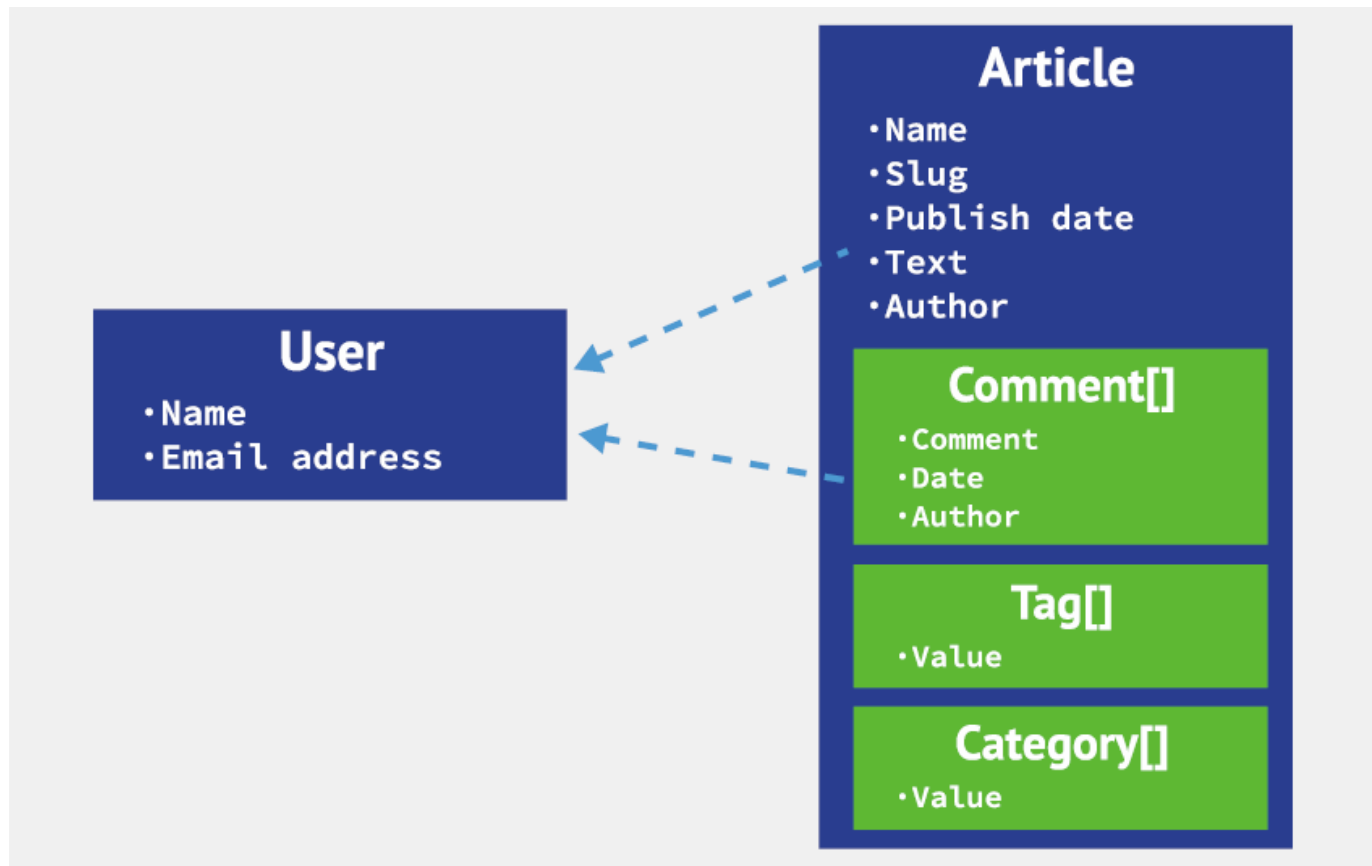 User
·Name
·Email address
Article
·Name
·Slug
·Publish date
·Text
·Author
Comment[]
·Comment
·Date
·Author
Tag[]
·Value
Category[]
·Value